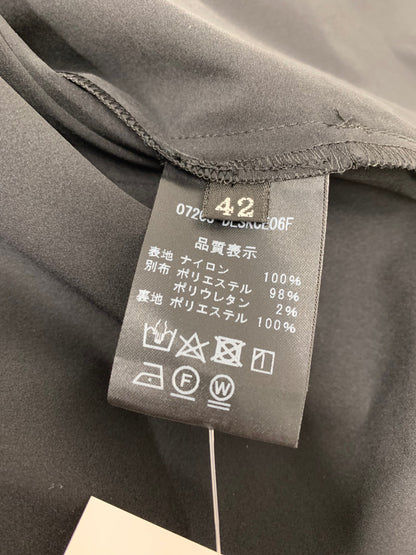 42
品質表示
表地 ナイロン 100%
別布 ポリエステル 98%
ポリウレタン 2%
裏地 ポリエステル 100%
F W